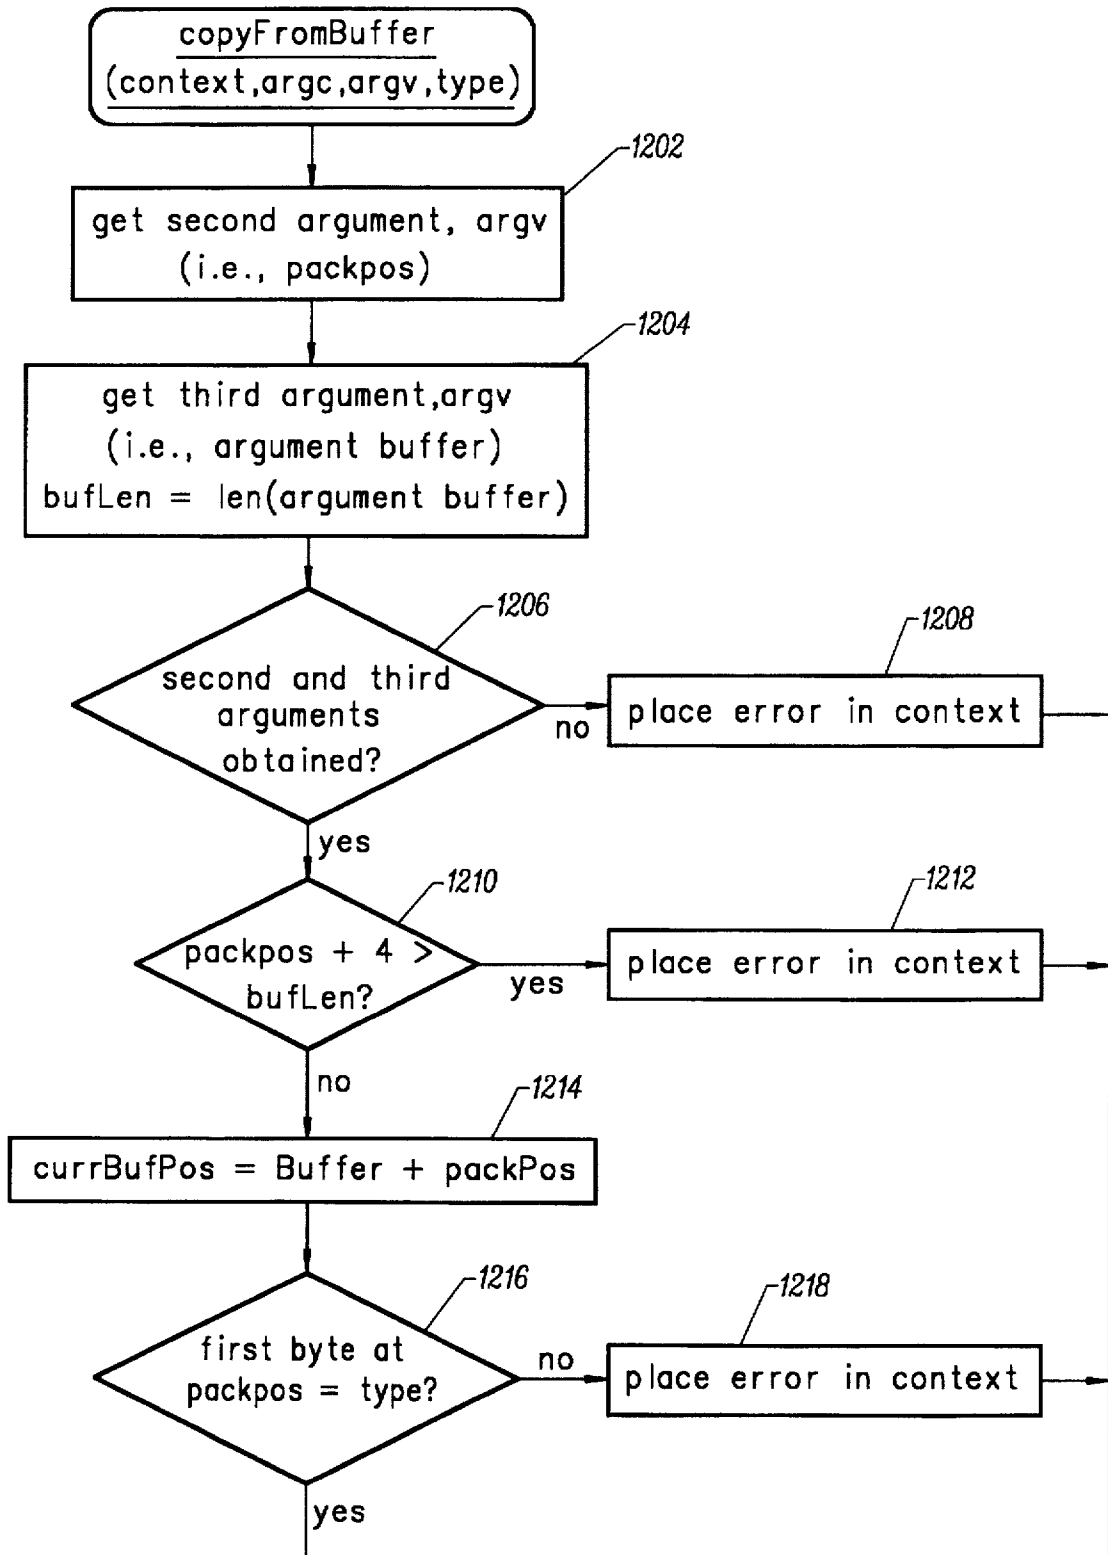 copyFromBuffer
(context,argc,argv,type)
1202
get second argument, argv
(i.e., packpos)
1204
get third argument,argv
(i.e., argument buffer)
bufLen = len(argument buffer)
1206
second and third
arguments
obtained?
no
1208
place error in context
yes
1210
packpos + 4 >
bufLen?
yes
1212
place error in context
no
1214
currBufPos = Buffer + packPos
1216
first byte at
packpos = type?
no
1218
place error in context
yes